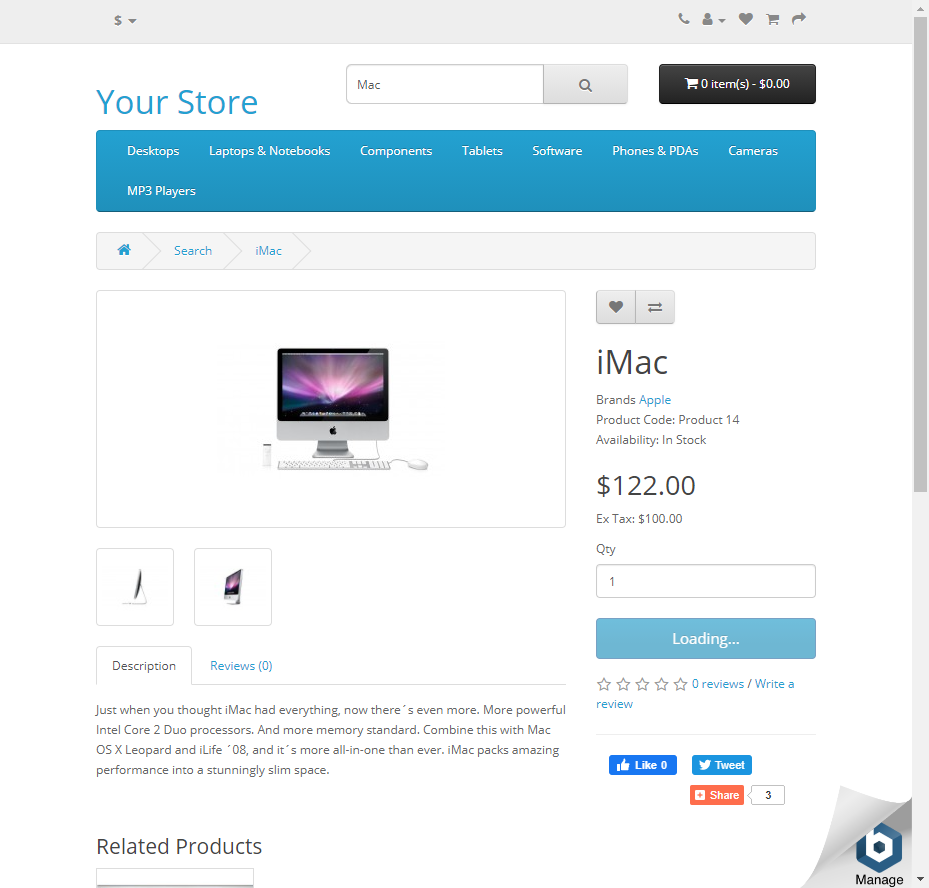 $
Mac
0 item(s) - $0.00
Your Store
Desktops Laptops & Notebooks Components Tablets Software Phones & PDAs Cameras
MP3 Players
Search iMac
iMac
Brands Apple
Product Code: Product 14
Availability: In Stock
$122.00
Ex Tax: $100.00
Qty
1
Loading...
0 reviews / Write a
review
Description Reviews (0)
Just when you thought iMac had everything, now there´s even more. More powerful
Intel Core 2 Duo processors. And more memory standard. Combine this with Mac
OS X Leopard and iLife ´08, and it´s more all-in-one than ever. iMac packs amazing
performance into a stunningly slim space.
Like 0 Tweet
Share 3
Related Products
Manage